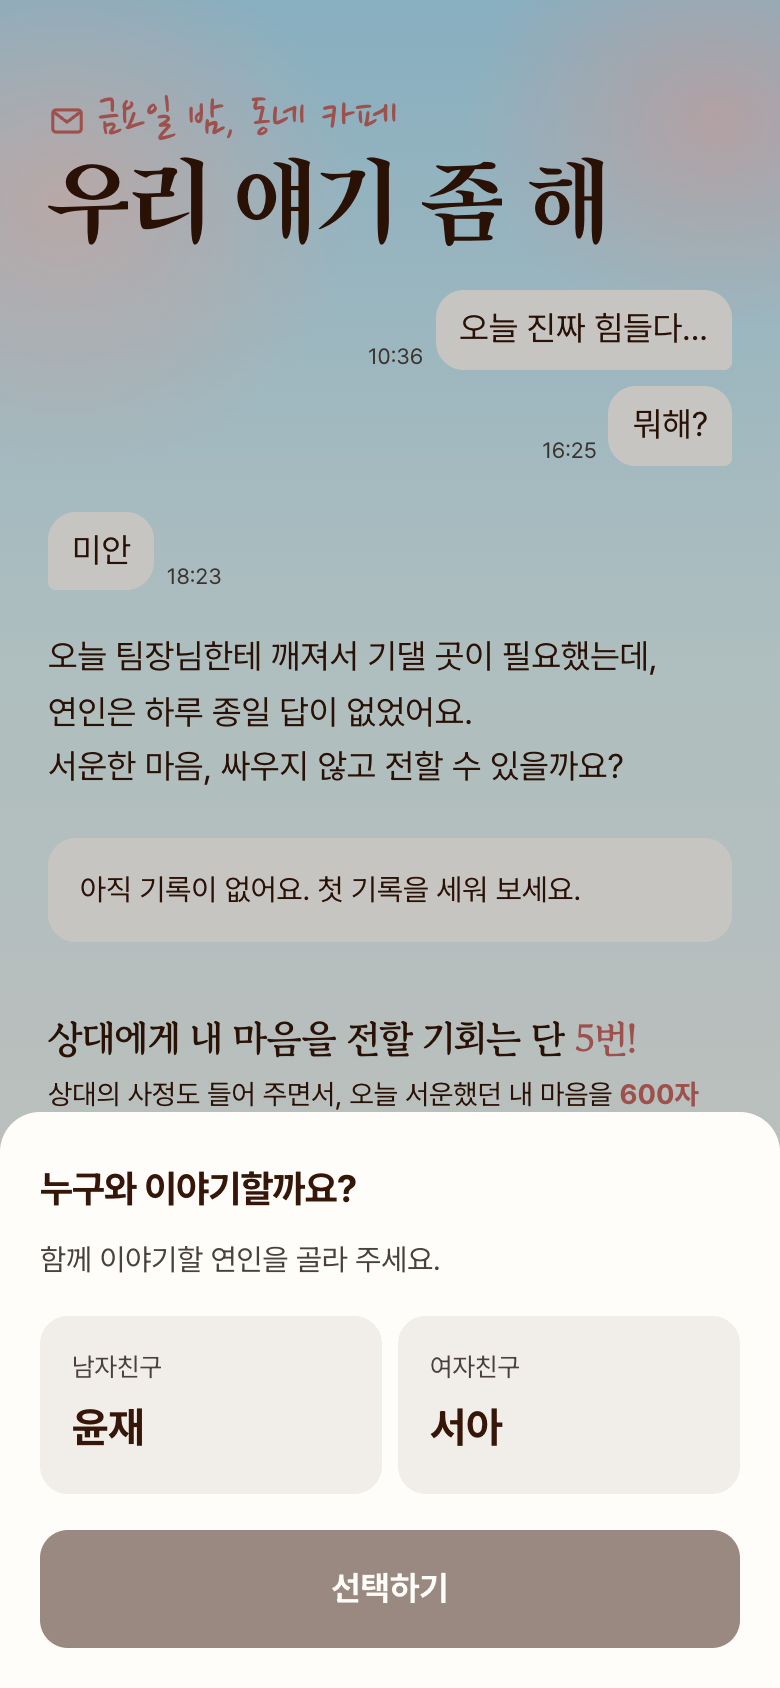 금요일 밤, 동네 카페
우리 얘기 좀 해
오늘 진짜 힘들다...
10:36
뭐해?
16:25
미안
18:23
오늘 팀장님한테 깨져서 기댈 곳이 필요했는데,
연인은 하루 종일 답이 없었어요.
서운한 마음, 싸우지 않고 전할 수 있을까요?
아직 기록이 없어요. 첫 기록을 세워 보세요.
상대에게 내 마음을 전할 기회는 단 5번!
상대의 사정도 들어 주면서, 오늘 서운했던 내 마음을 600자
누구와 이야기할까요?
함께 이야기할 연인을 골라 주세요.
남자친구
윤재
여자친구
서아
선택하기